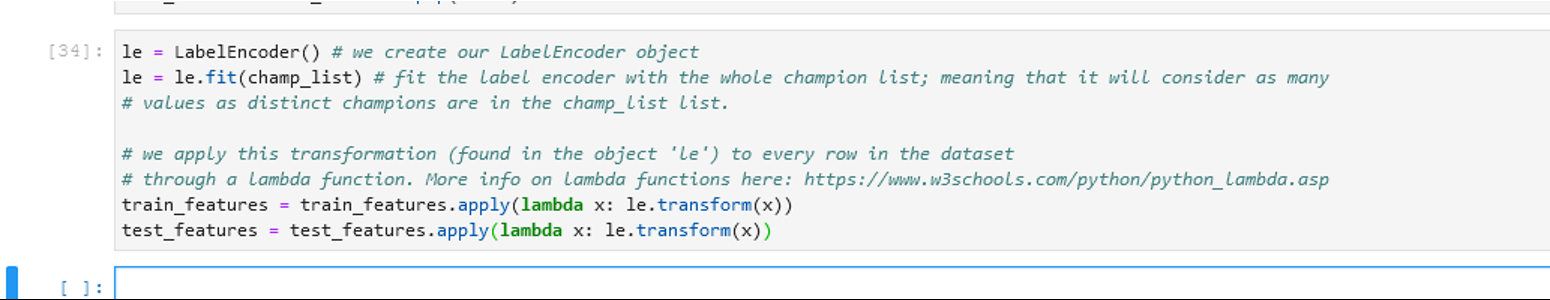 [34]: le = LabelEncoder() # we create our LabelEncoder object
le = le.fit(champ_list) # fit the label encoder with the whole champion list; meaning that it will consider as many
# values as distinct champions are in the champ_list list.
# we apply this transformation (found in the object 'le') to every row in the dataset
# through a lambda function. More info on lambda functions here: https://www.w3schools.com/python/python_lambda.asp
train_features = train_features.apply(lambda x: le.transform(x))
test_features = test_features.apply(lambda x: le.transform(x))
[ ]: